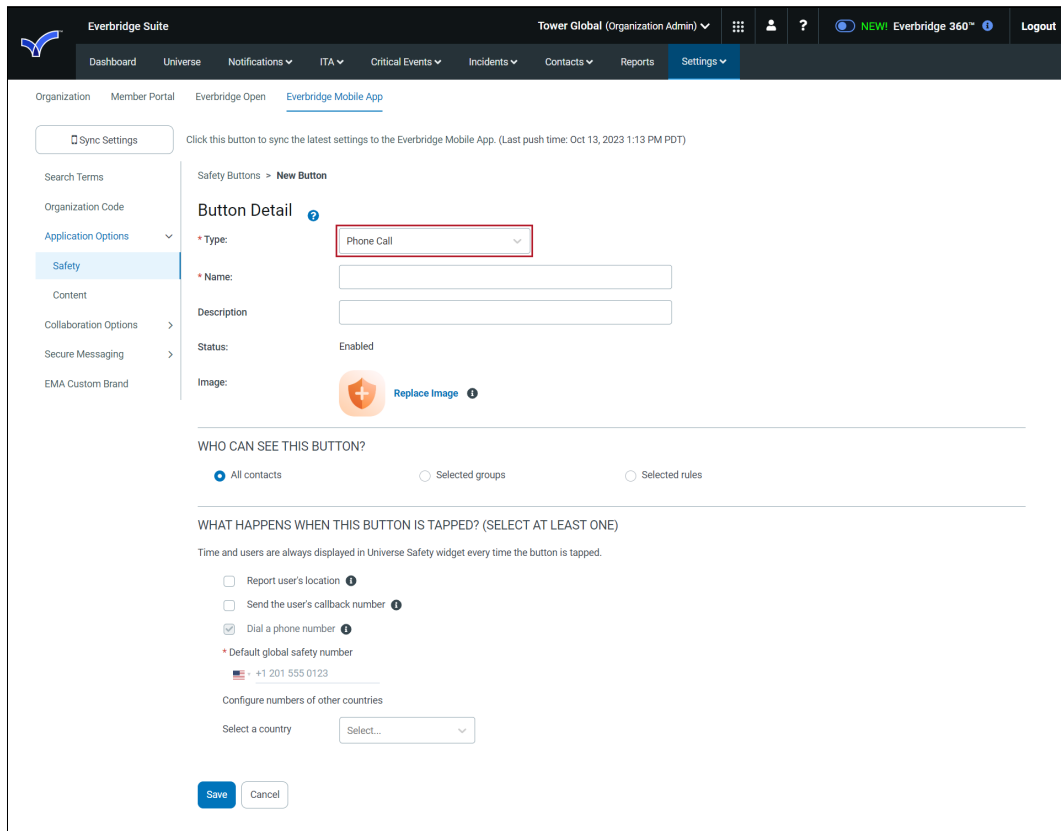 Everbridge Suite
Tower Global (Organization Admin)
? NEW! Everbridge 360™ i Logout
Dashboard Universe Notifications ITA Critical Events Incidents Contacts Reports Settings
Organization Member Portal Everbridge Open Everbridge Mobile App
Sync Settings Click this button to sync the latest settings to the Everbridge Mobile App. (Last push time: Oct 13, 2023 1:13 PM PDT)
Search Terms
Organization Code
Application Options
Safety
Content
Collaboration Options
Secure Messaging
EMA Custom Brand
Safety Buttons > New Button
Button Detail ?
* Type: Phone Call
* Name:
Description
Status: Enabled
Image: Replace Image i
WHO CAN SEE THIS BUTTON?
All contacts Selected groups Selected rules
WHAT HAPPENS WHEN THIS BUTTON IS TAPPED? (SELECT AT LEAST ONE)
Time and users are always displayed in Universe Safety widget every time the button is tapped.
Report user's location i
Send the user's callback number i
Dial a phone number i
* Default global safety number
+1 201 555 0123
Configure numbers of other countries
Select a country Select...
Save Cancel